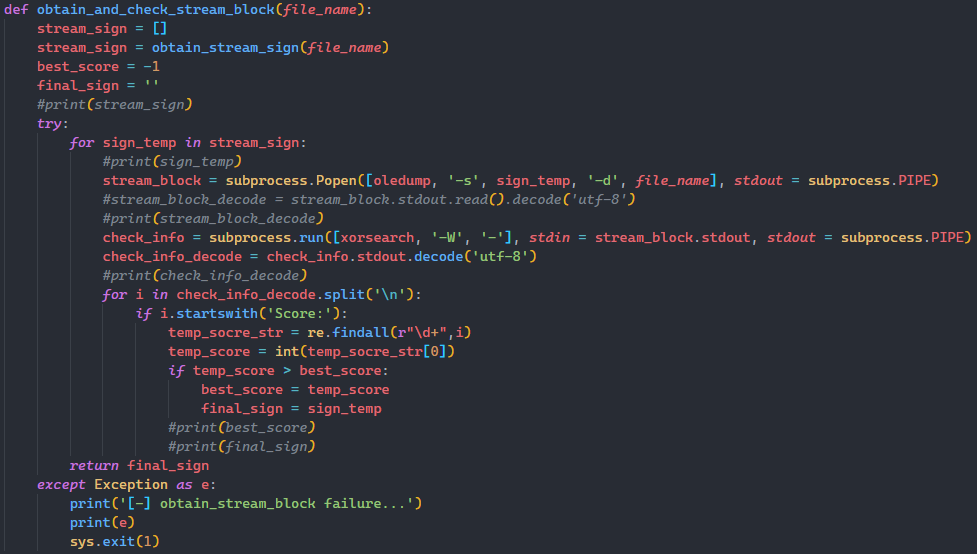 def obtain_and_check_stream_block(file_name):
    stream_sign = []
    stream_sign = obtain_stream_sign(file_name)
    best_score = -1
    final_sign = ''
    #print(stream_sign)
    try:
        for sign_temp in stream_sign:
            #print(sign_temp)
            stream_block = subprocess.Popen([oledump, '-s', sign_temp, '-d', file_name], stdout = subprocess.PIPE)
            #stream_block_decode = stream_block.stdout.read().decode('utf-8')
            #print(stream_block_decode)
            check_info = subprocess.run([xorsearch, '-W', '-'], stdin = stream_block.stdout, stdout = subprocess.PIPE)
            check_info_decode = check_info.stdout.decode('utf-8')
            #print(check_info_decode)
            for i in check_info_decode.split('\n'):
                if i.startswith('Score:'):
                    temp_socre_str = re.findall(r"\d+",i)
                    temp_score = int(temp_socre_str[0])
                    if temp_score > best_score:
                        best_score = temp_score
                        final_sign = sign_temp
                    #print(best_score)
                    #print(final_sign)
        return final_sign
    except Exception as e:
        print('[-] obtain_stream_block failure...')
        print(e)
        sys.exit(1)